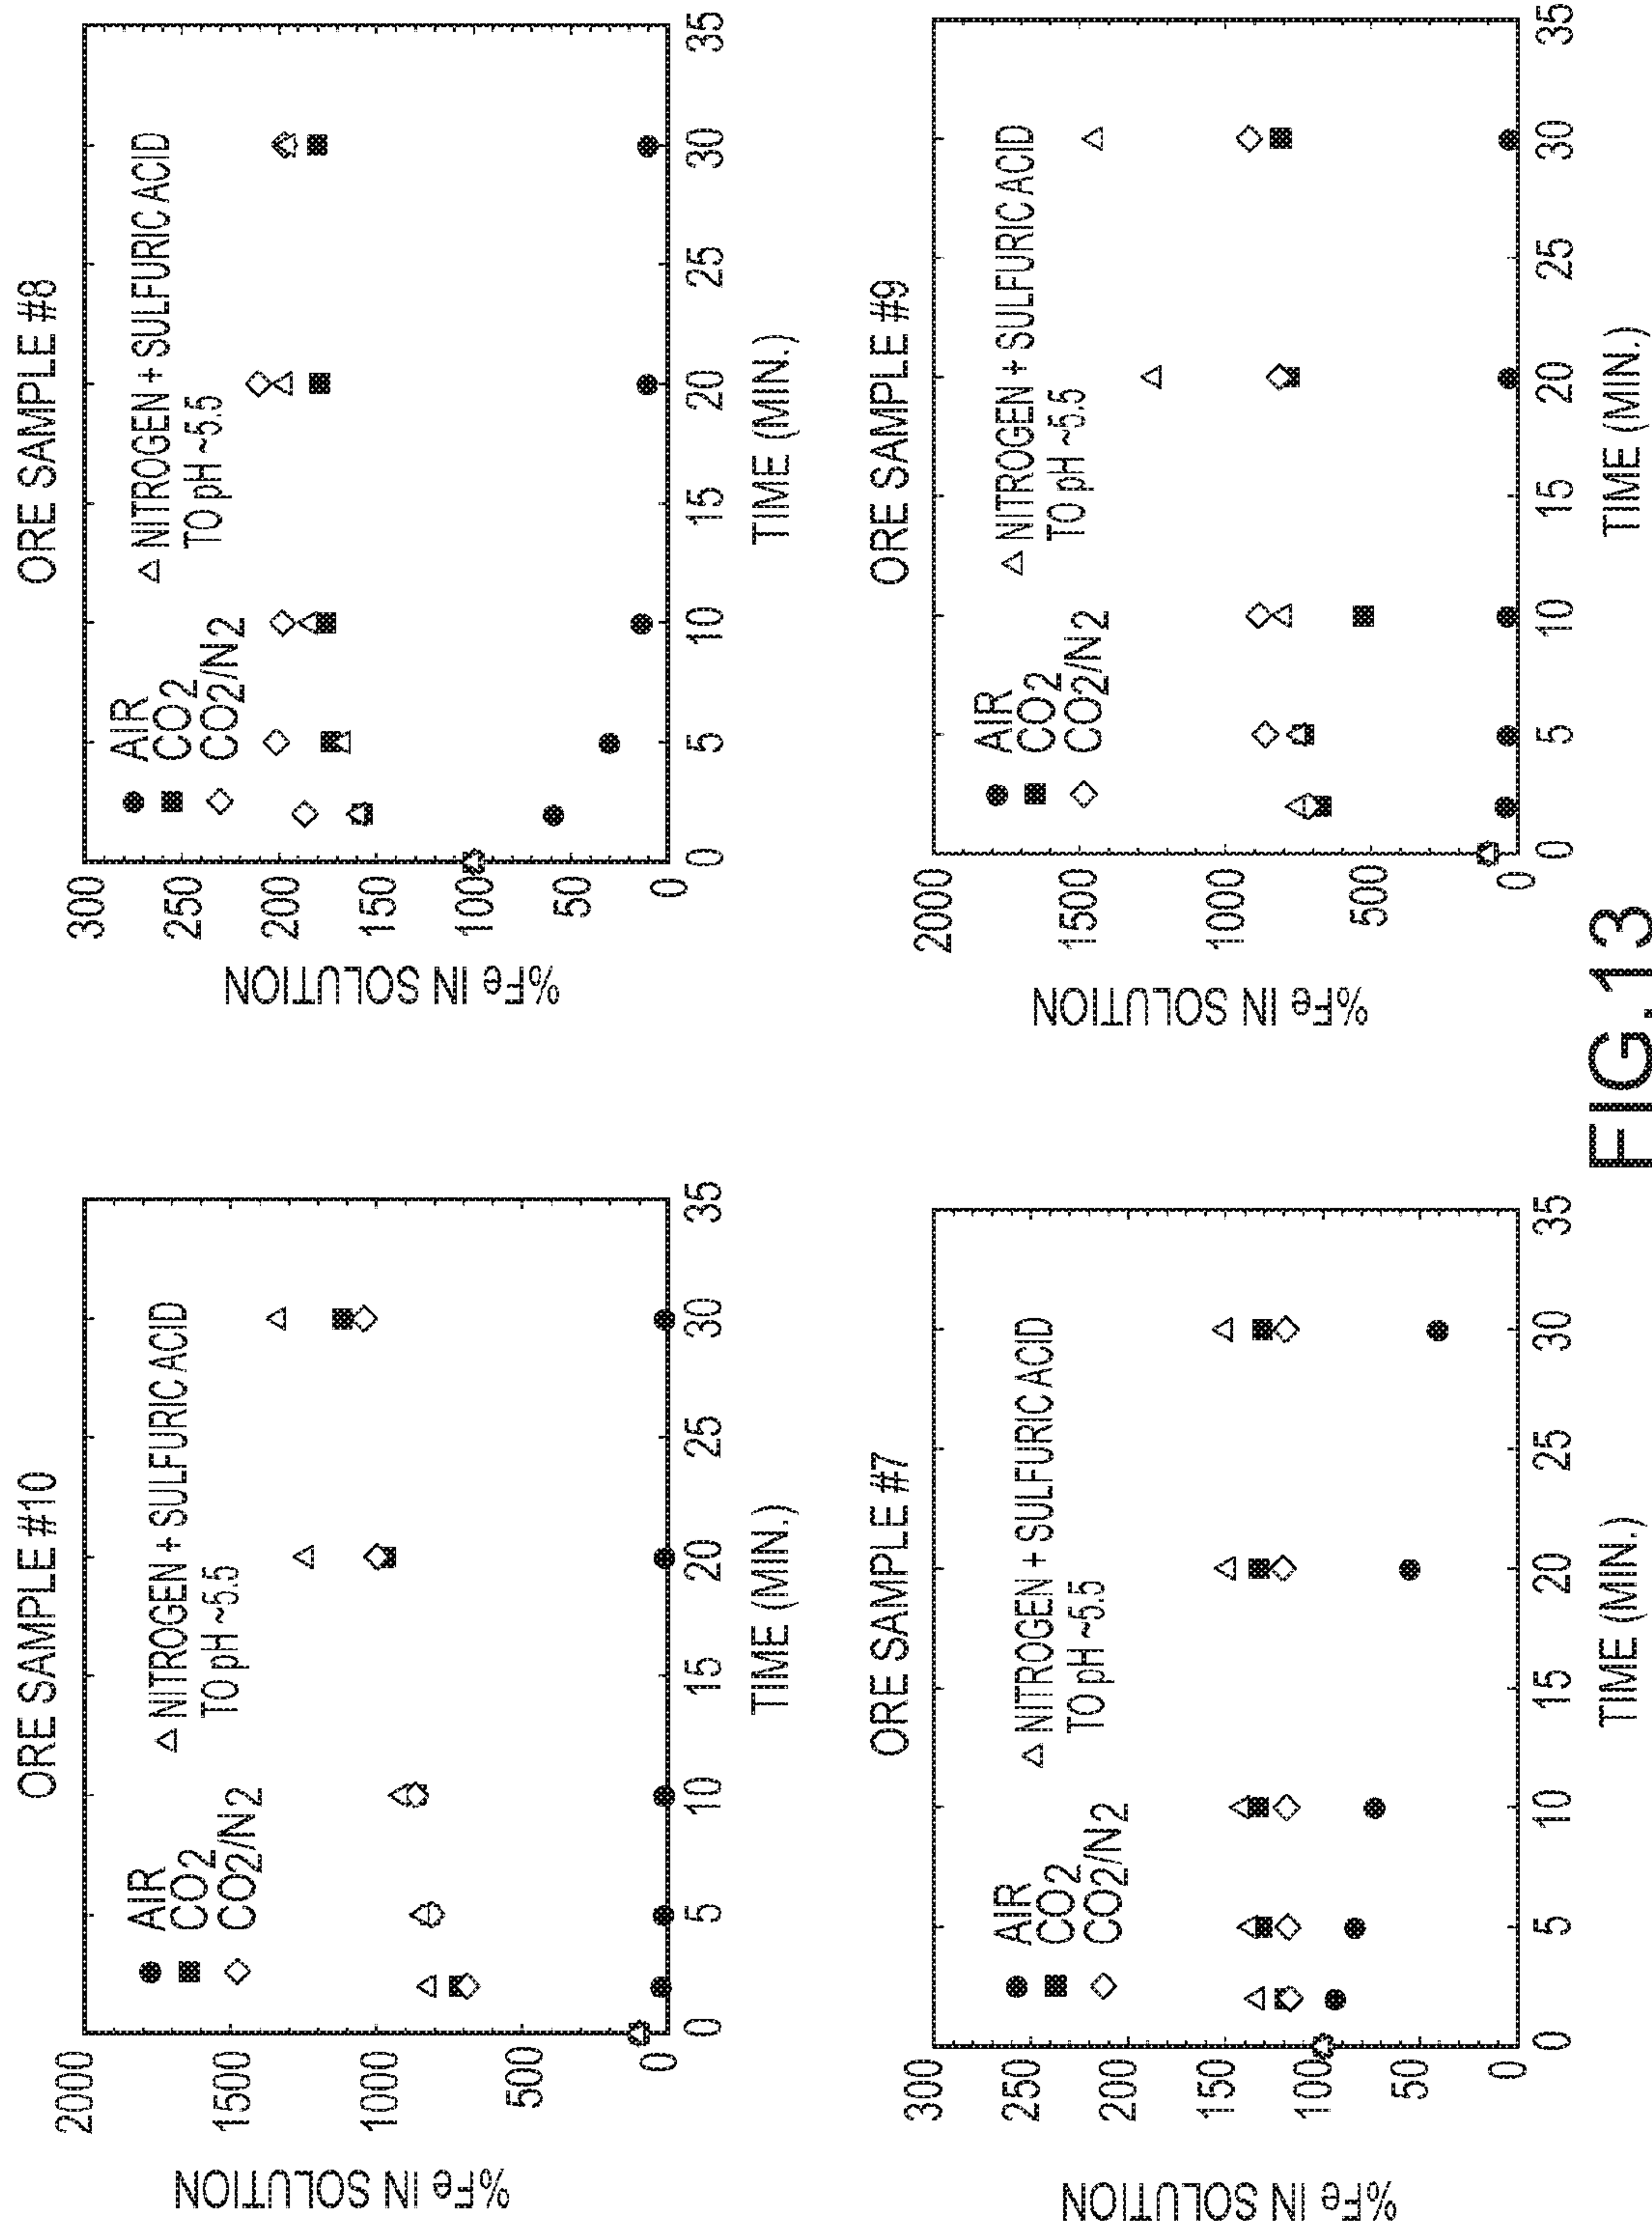 ORE SAMPLE #10
%Fe IN SOLUTION
2000
1500
1000
500
0
AIR
CO2
CO2/N2
NITROGEN + SULFURIC ACID
TO pH ~5.5
0 5 10 15 20 25 30 35
TIME (MIN.)
ORE SAMPLE #8
%Fe IN SOLUTION
300
250
200
150
100
50
0
AIR
CO2
CO2/N2
NITROGEN + SULFURIC ACID
TO pH ~5.5
0 5 10 15 20 25 30 35
TIME (MIN.)
ORE SAMPLE #7
%Fe IN SOLUTION
300
250
200
150
100
50
0
AIR
CO2
CO2/N2
NITROGEN + SULFURIC ACID
TO pH ~5.5
0 5 10 15 20 25 30 35
TIME (MIN.)
ORE SAMPLE #9
%Fe IN SOLUTION
2000
1500
1000
500
0
AIR
CO2
CO2/N2
NITROGEN + SULFURIC ACID
TO pH ~5.5
0 5 10 15 20 25 30 35
TIME (MIN.)
FIG. 13